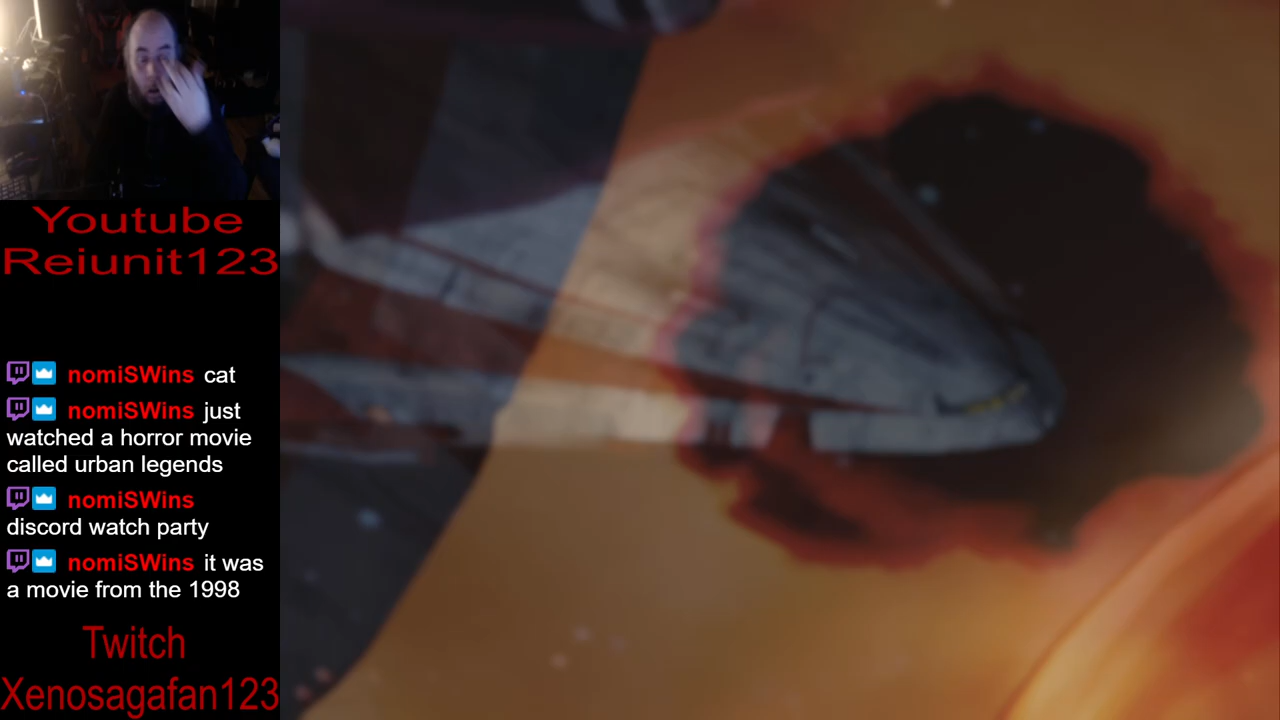 Youtube
Reiunit123
nomiSWins cat
nomiSWins just
watched a horror movie
called urban legends
nomiSWins
discord watch party
nomiSWins it was
a movie from the 1998
Twitch
Xenosagafan123